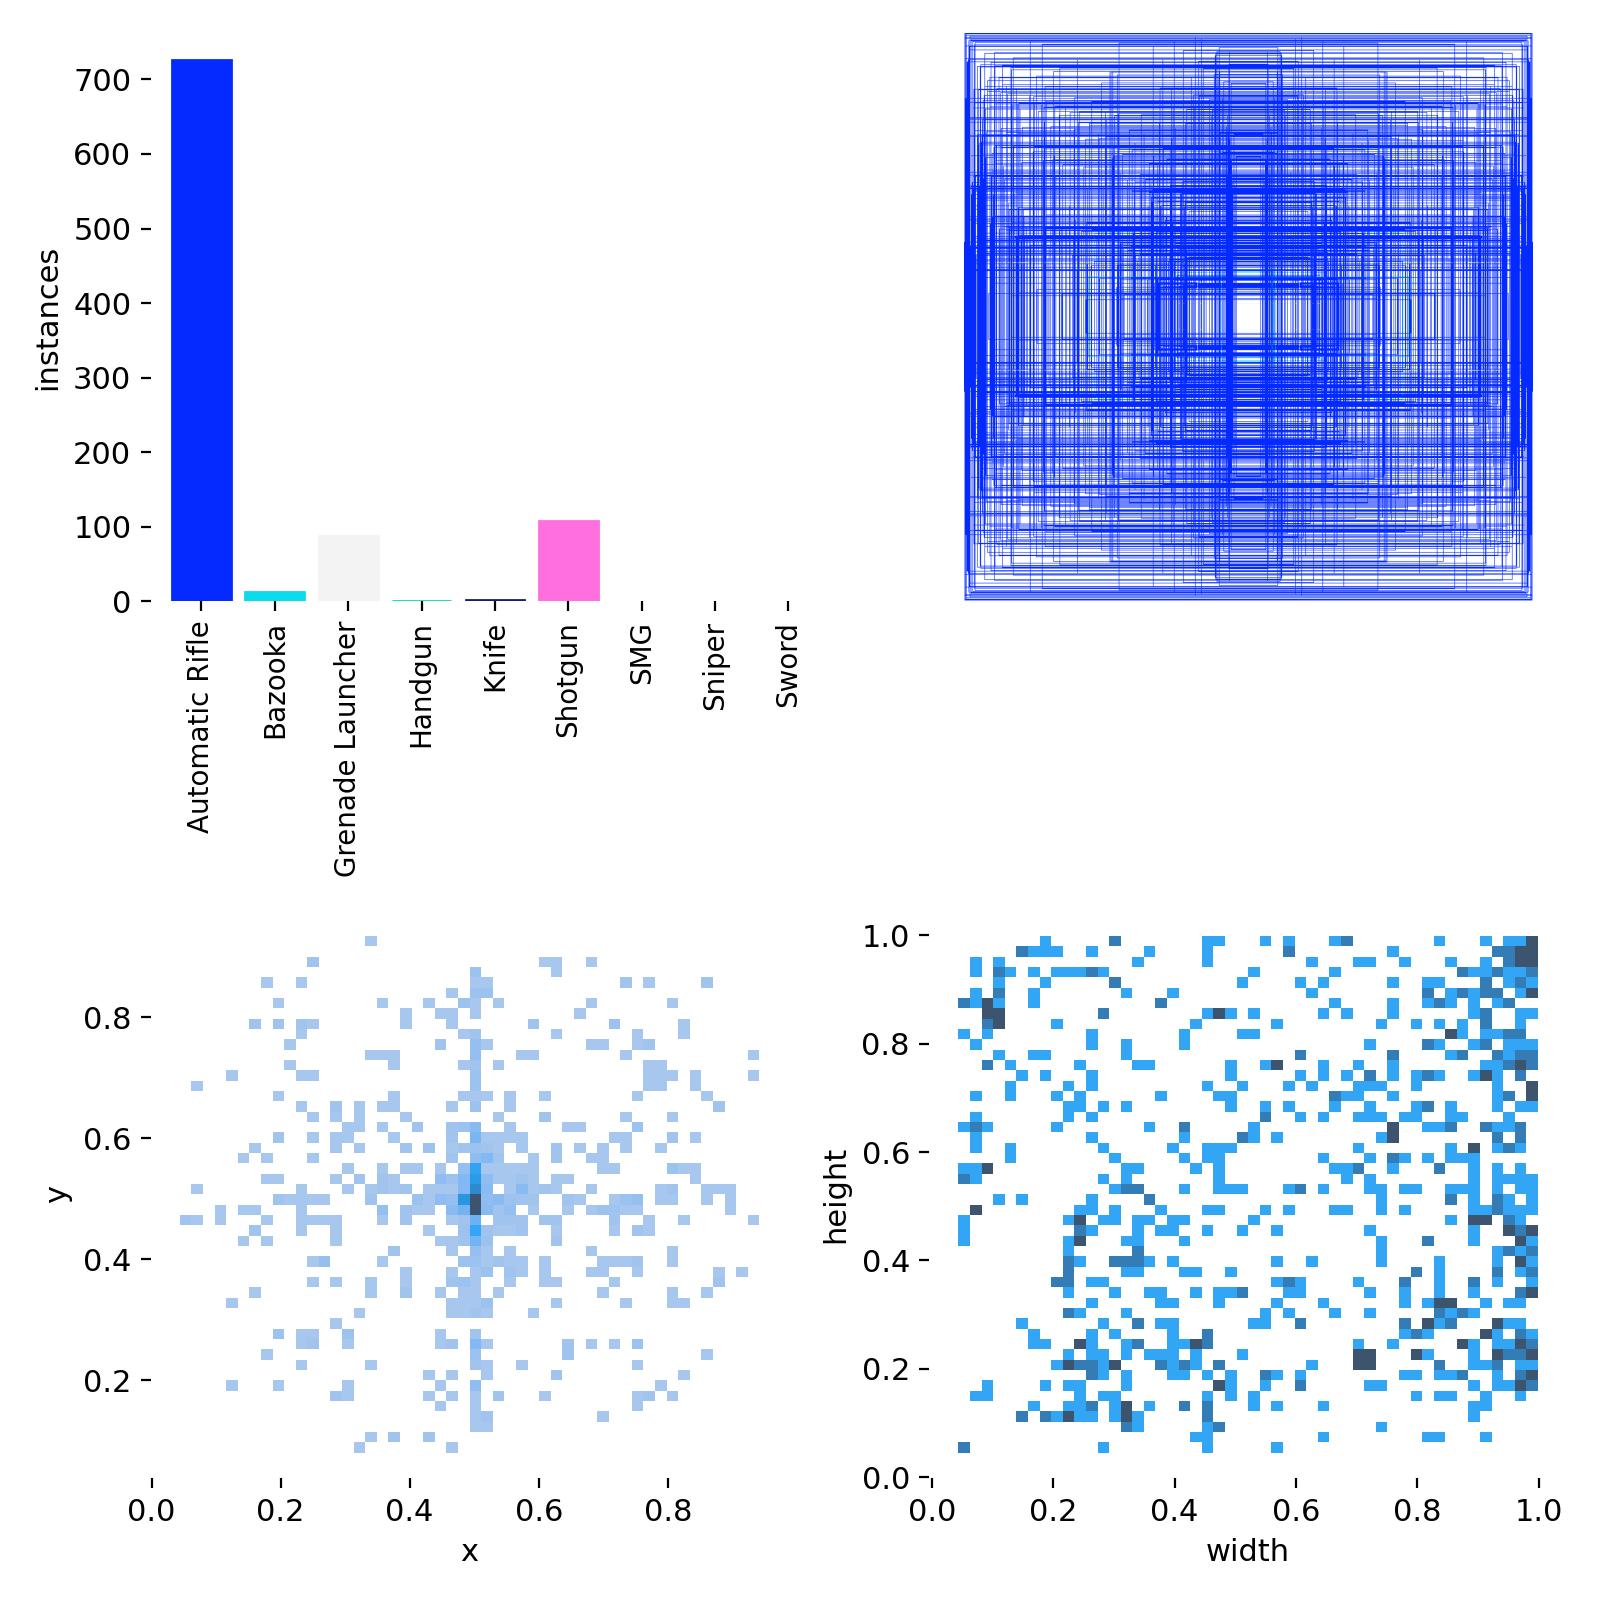 700
600
500
400
300
200
100
0
instances
Automatic Rifle
Bazooka
Grenade Launcher
Handgun
Knife
Shotgun
SMG
Sniper
Sword
0.8
0.6
0.4
0.2
y
0.0 0.2 0.4 0.6 0.8
x
1.0
0.8
0.6
0.4
0.2
0.0
height
0.0 0.2 0.4 0.6 0.8 1.0
width